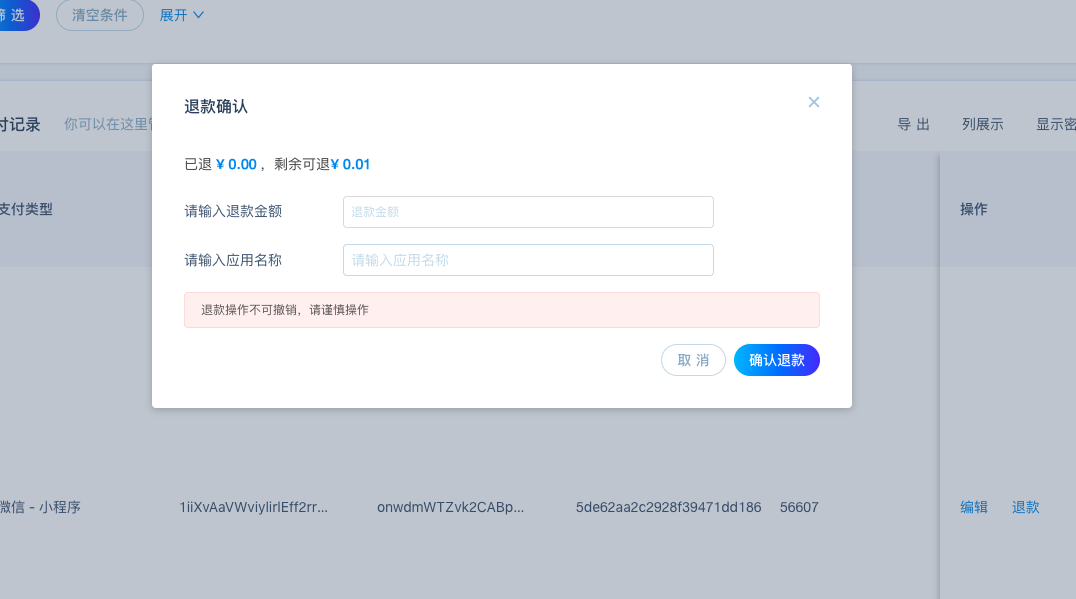 筛 选 清空条件 展开
退款确认
付记录 你可以在这里 导 出 列展示 显示密
已退 ¥ 0.00 ，剩余可退¥ 0.01
支付类型 操作
请输入退款金额 退款金额
请输入应用名称 请输入应用名称
退款操作不可撤销，请谨慎操作
取 消 确认退款
微信 - 小程序 1iiXvAaVWviyIirIEff2rr... onwdmWTZvk2CABp... 5de62aa2c2928f39471dd186 56607 编辑 退款